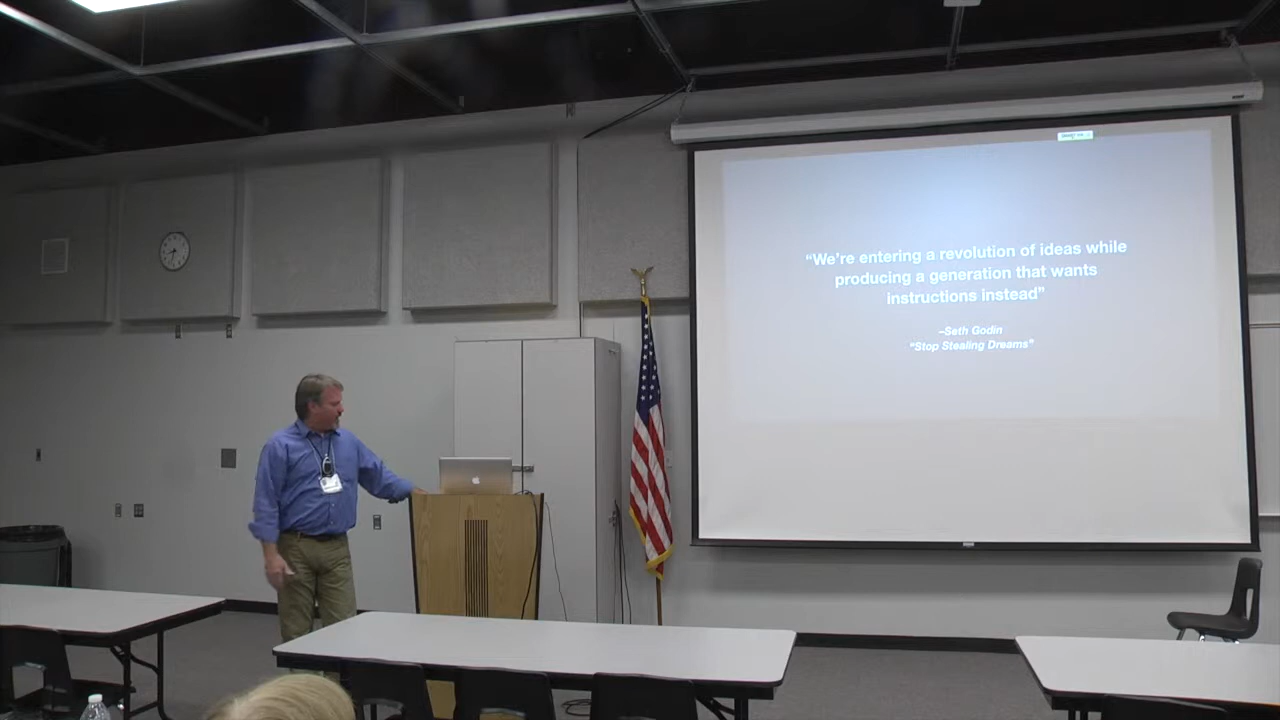 “We’re entering a revolution of ideas while
producing a generation that wants
instructions instead”
–Seth Godin
“Stop Stealing Dreams”